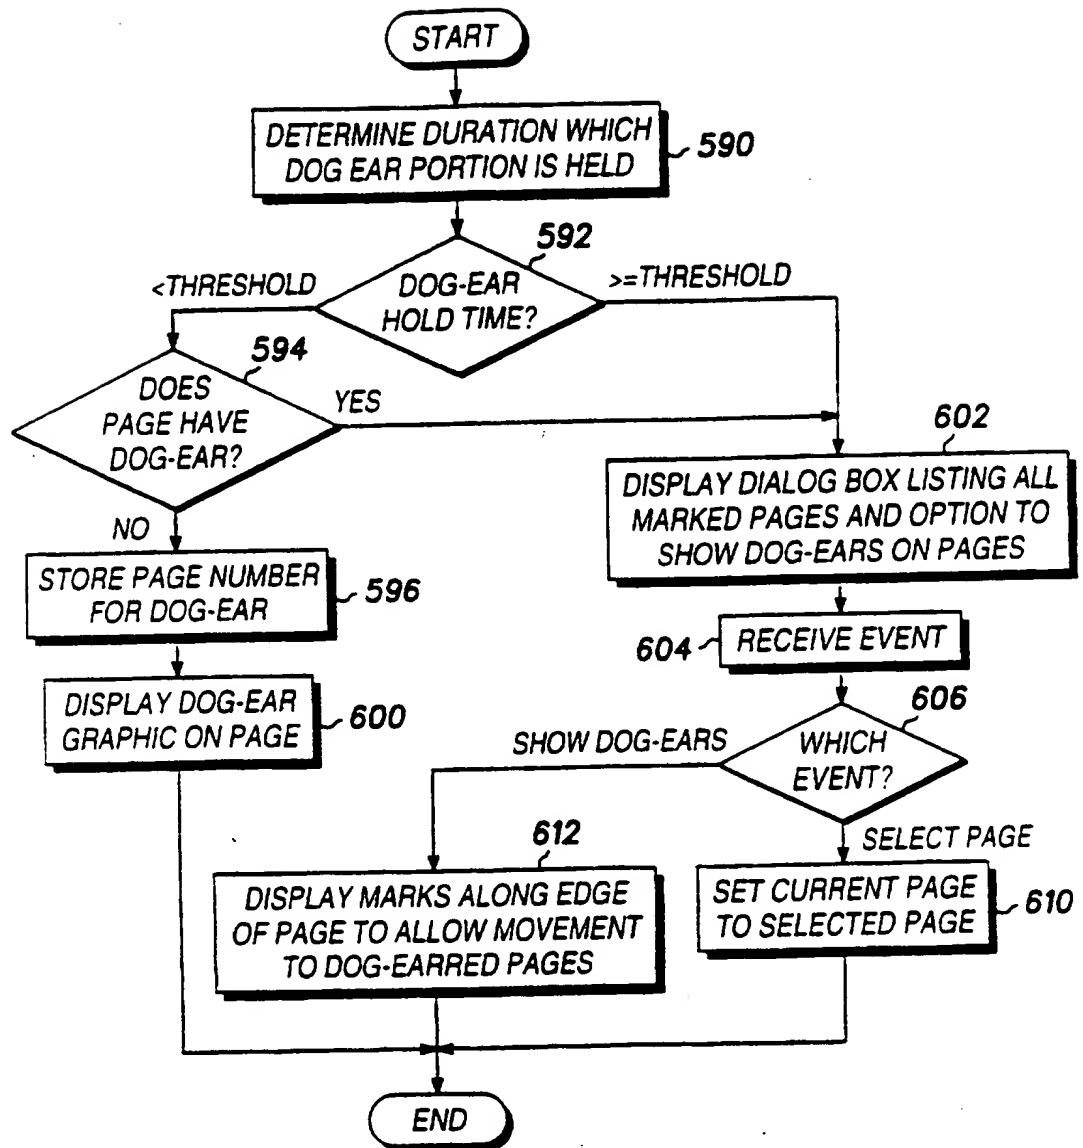 START
DETERMINE DURATION WHICH
DOG EAR PORTION IS HELD
590
592
<THRESHOLD
DOG-EAR
HOLD TIME?
>=THRESHOLD
594
DOES
PAGE HAVE
DOG-EAR?
YES
NO
602
DISPLAY DIALOG BOX LISTING ALL
MARKED PAGES AND OPTION TO
SHOW DOG-EARS ON PAGES
STORE PAGE NUMBER
FOR DOG-EAR
596
604
RECEIVE EVENT
DISPLAY DOG-EAR
GRAPHIC ON PAGE
600
606
SHOW DOG-EARS
WHICH
EVENT?
SELECT PAGE
612
DISPLAY MARKS ALONG EDGE
OF PAGE TO ALLOW MOVEMENT
TO DOG-EARRED PAGES
SET CURRENT PAGE
TO SELECTED PAGE
610
END